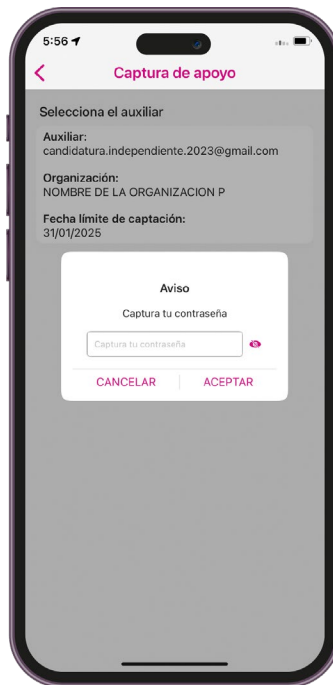 5:56
Captura de apoyo
Selecciona el auxiliar
Auxiliar:
candidatura.independiente.2023@gmail.com
Organización:
NOMBRE DE LA ORGANIZACION P
Fecha límite de captación:
31/01/2025
Aviso
Captura tu contraseña
Captura tu contraseña
CANCELAR
ACEPTAR